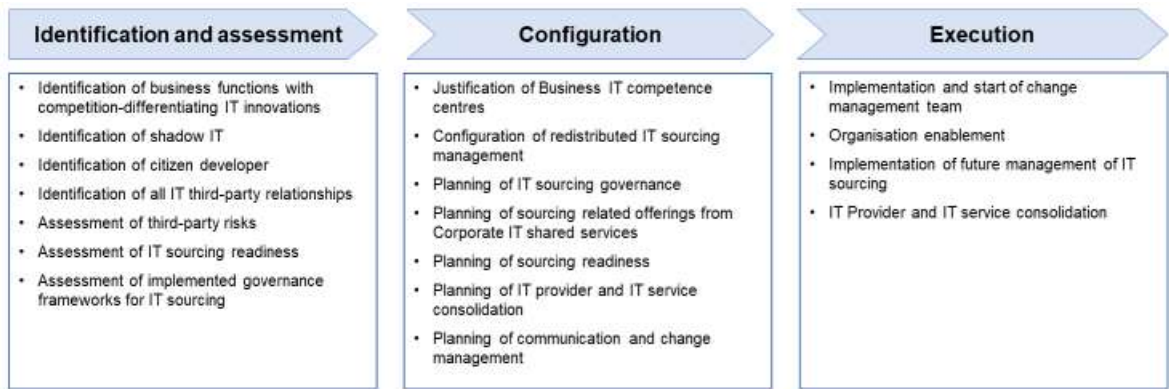 Identification and assessment
• Identification of business functions with
competition-differentiating IT innovations
• Identification of shadow IT
• Identification of citizen developer
• Identification of all IT third-party relationships
• Assessment of third-party risks
• Assessment of IT sourcing readiness
• Assessment of implemented governance
frameworks for IT sourcing
Configuration
• Justification of Business IT competence
centres
• Configuration of redistributed IT sourcing
management
• Planning of IT sourcing governance
• Planning of sourcing related offerings from
Corporate IT shared services
• Planning of sourcing readiness
• Planning of IT provider and IT service
consolidation
• Planning of communication and change
management
Execution
• Implementation and start of change
management team
• Organisation enablement
• Implementation of future management of IT
sourcing
• IT Provider and IT service consolidation